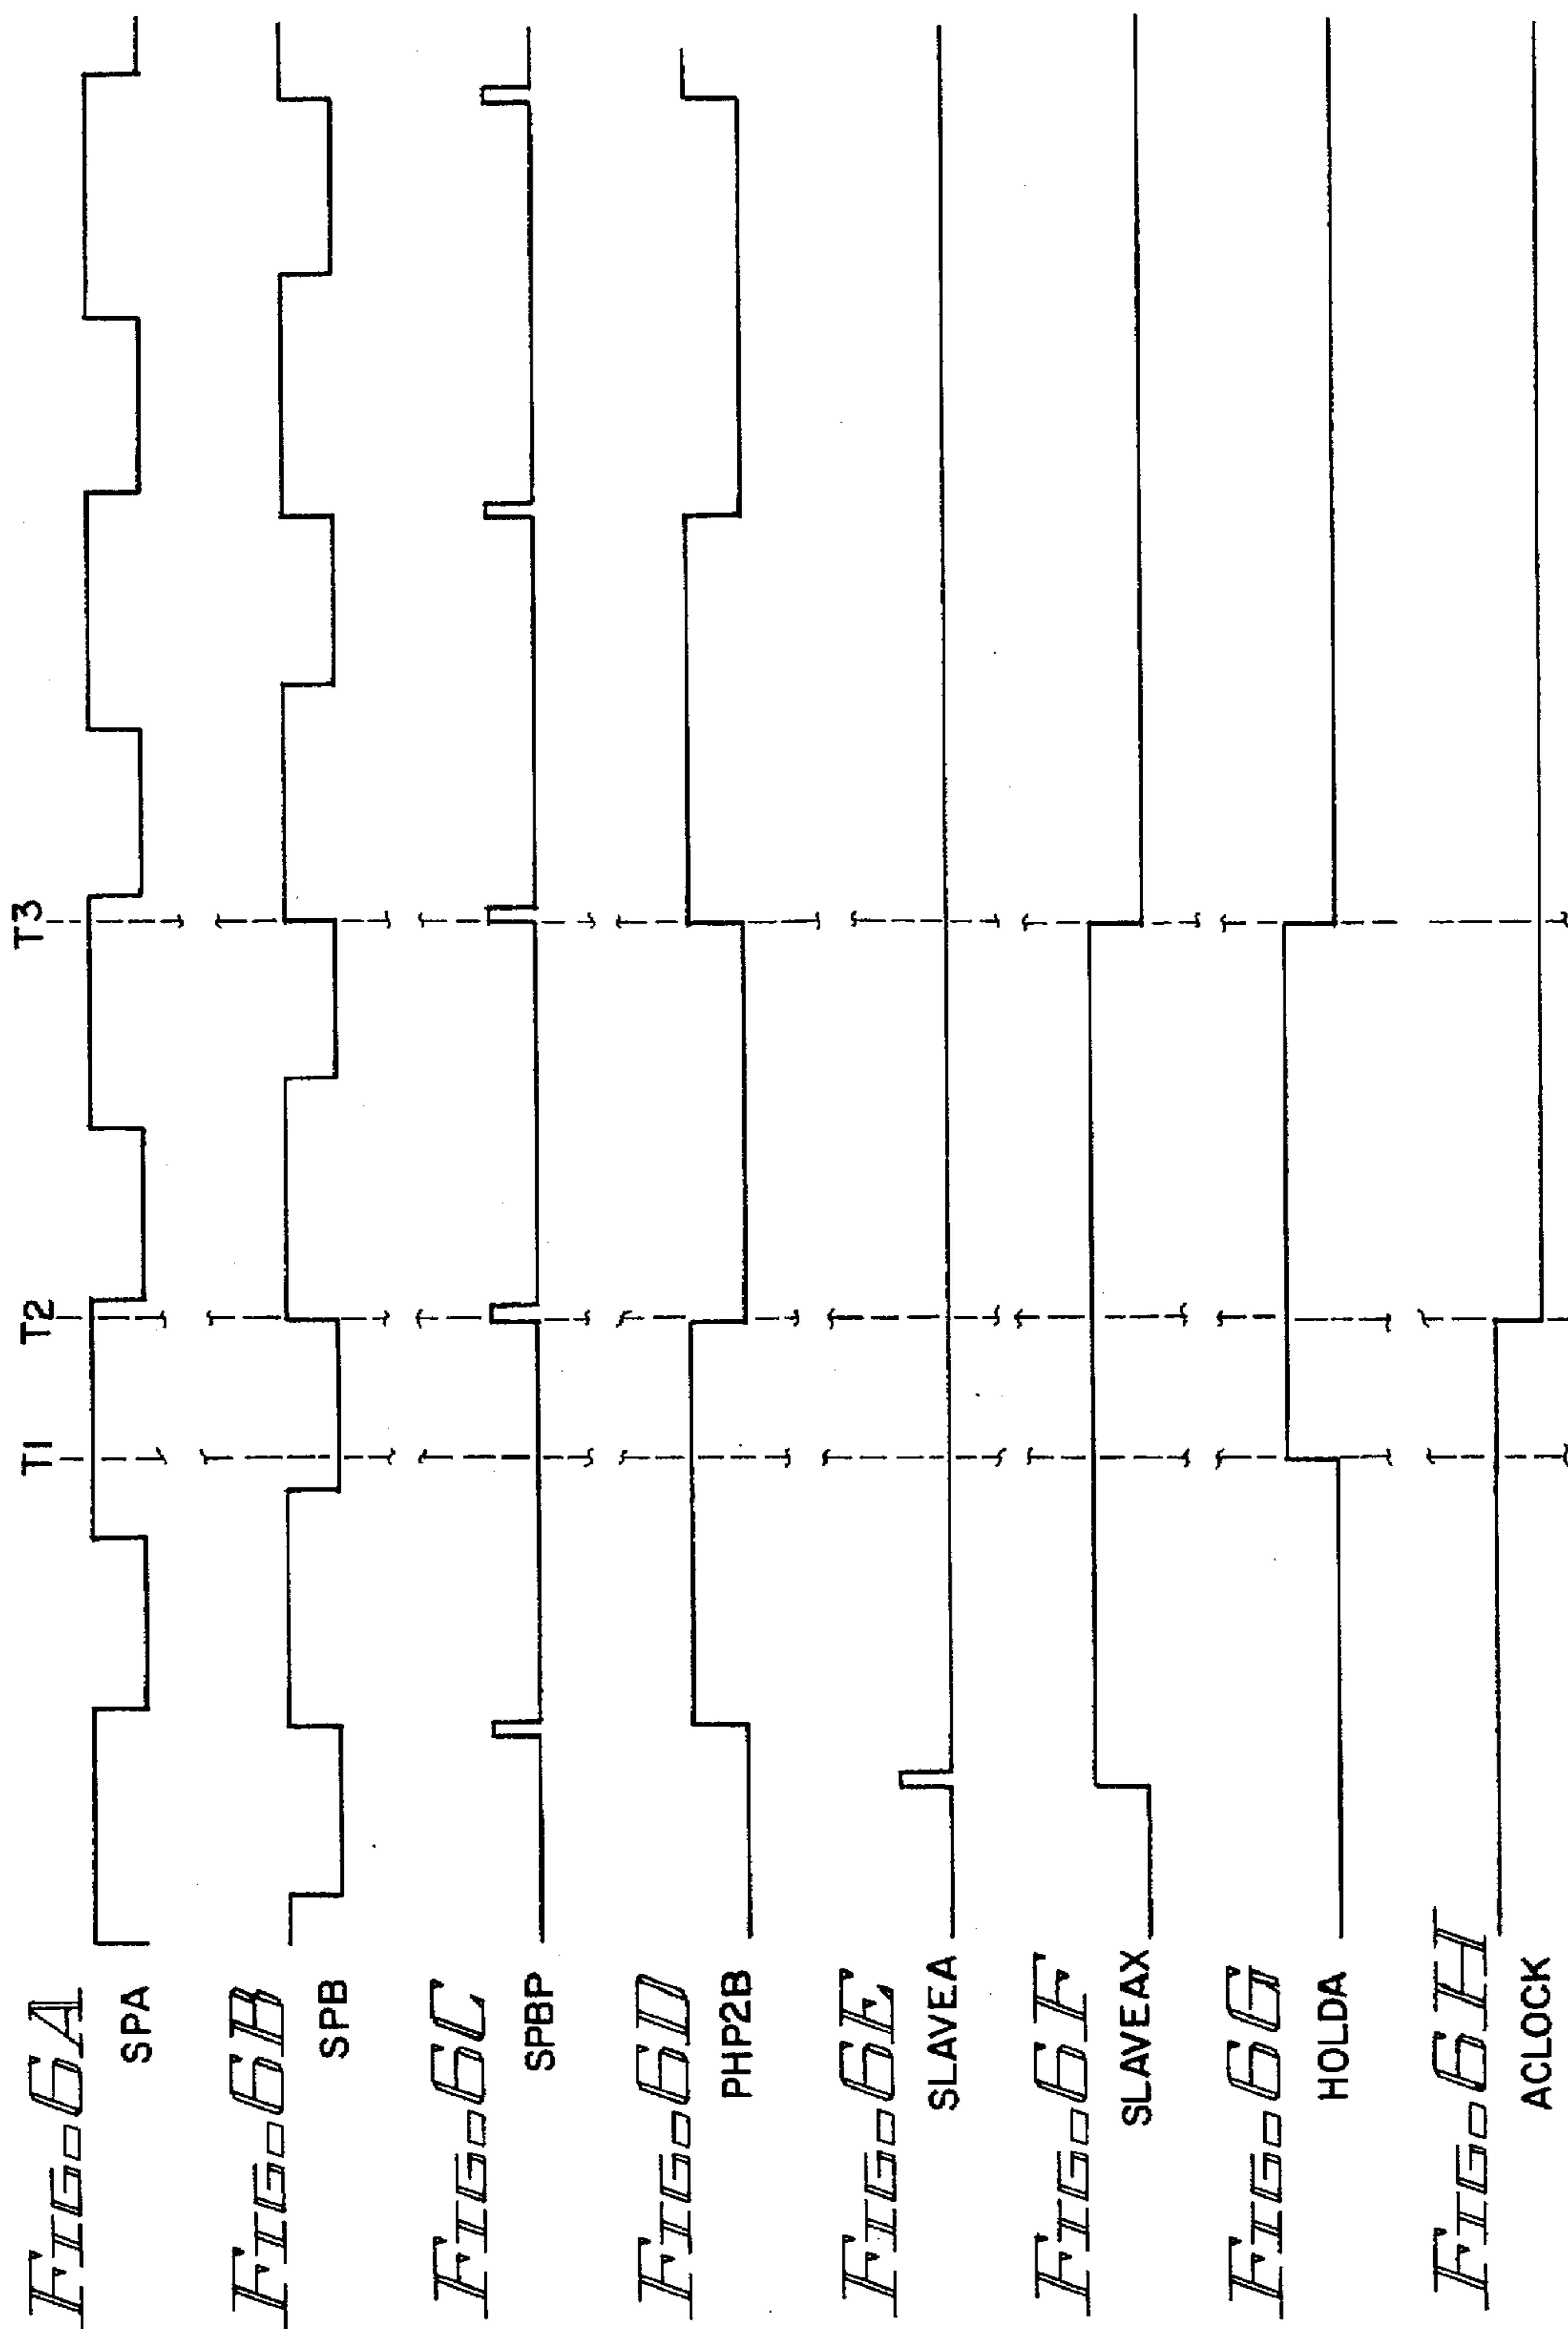 T1 T2 T3
FIG. 6A
SPA
FIG. 6B
SPB
FIG. 6C
SPBP
FIG. 6D
PHP2B
FIG. 6E
SLAVEA
FIG. 6F
SLAVEAX
FIG. 6G
HOLDA
FIG. 6H
ACLOCK